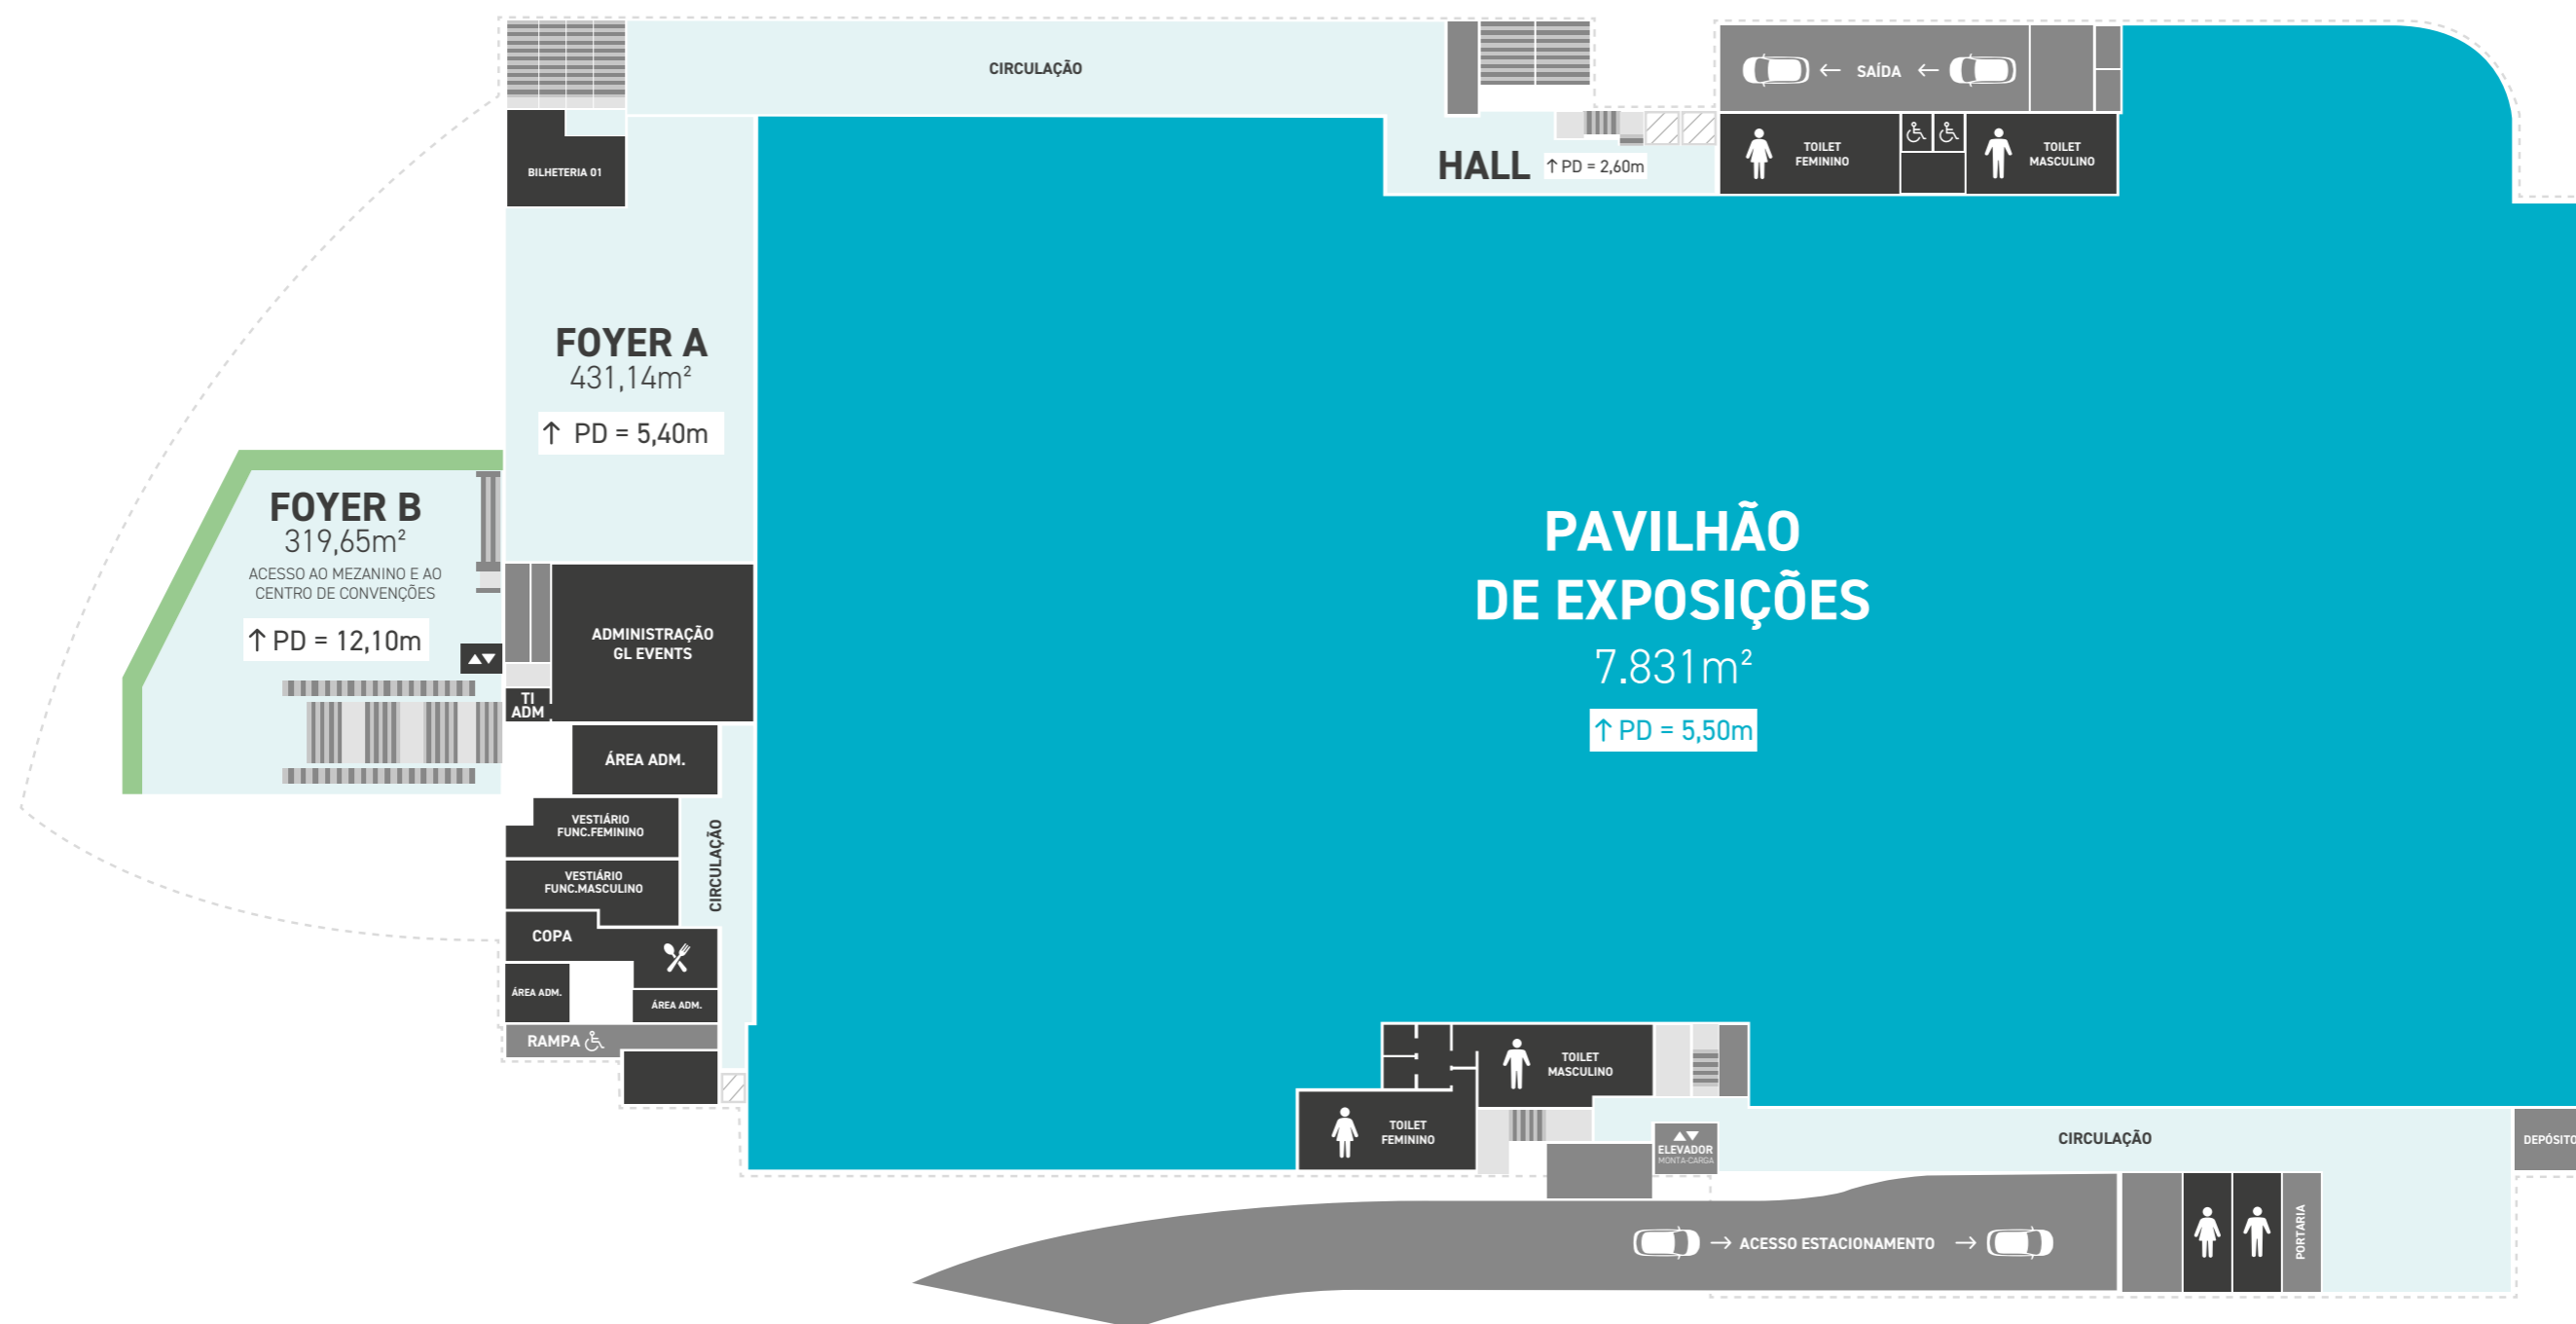 CIRCULAÇÃO
← SAÍDA ←
BILHETERIA 01
HALL
↑ PD = 2,60m
TOILET
FEMININO
TOILET
MASCULINO
FOYER A
431,14m²
↑ PD = 5,40m
FOYER B
319,65m²
ACESSO AO MEZANINO E AO
CENTRO DE CONVENÇÕES
↑ PD = 12,10m
PAVILHÃO
DE EXPOSIÇÕES
7.831m²
↑ PD = 5,50m
ADMINISTRAÇÃO
GL EVENTS
TI
ADM
ÁREA ADM.
VESTIÁRIO
FUNC.FEMININO
VESTIÁRIO
FUNC.MASCULINO
CIRCULAÇÃO
COPA
ÁREA ADM.
ÁREA ADM.
RAMPA
TOILET
MASCULINO
TOILET
FEMININO
ELEVADOR
MONTA-CARGA
CIRCULAÇÃO
DEPÓSITO
→ ACESSO ESTACIONAMENTO →
PORTARIA